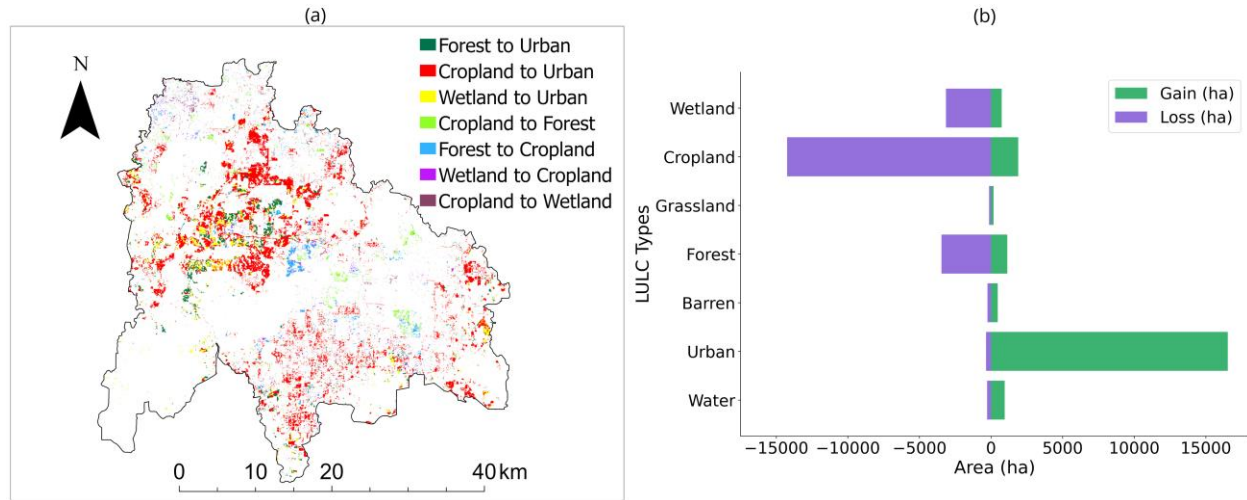 (a)
N
Forest to Urban
Cropland to Urban
Wetland to Urban
Cropland to Forest
Forest to Cropland
Wetland to Cropland
Cropland to Wetland
0 10 20 40 km
(b)
Gain (ha)
Loss (ha)
LULC Types
Wetland
Cropland
Grassland
Forest
Barren
Urban
Water
−15000 −10000 −5000 0 5000 10000 15000
Area (ha)